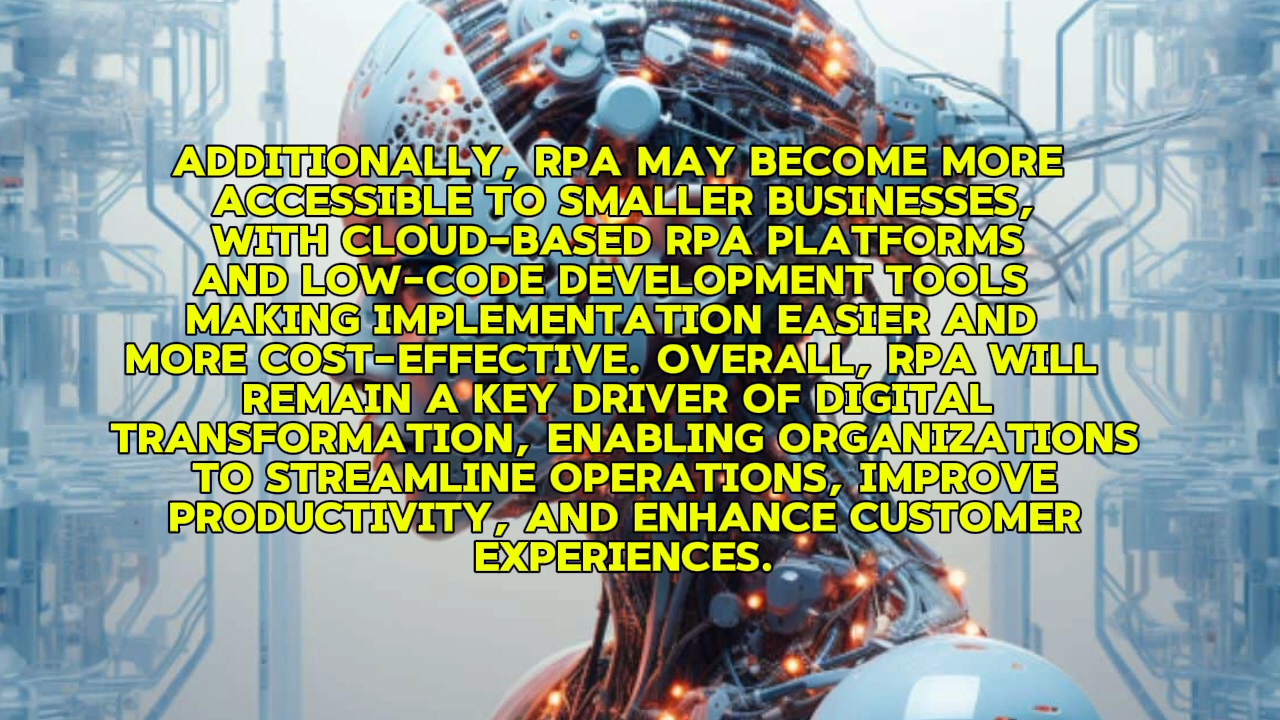 ADDITIONALLY, RPA MAY BECOME MORE
ACCESSIBLE TO SMALLER BUSINESSES,
WITH CLOUD-BASED RPA PLATFORMS
AND LOW-CODE DEVELOPMENT TOOLS
MAKING IMPLEMENTATION EASIER AND
MORE COST-EFFECTIVE. OVERALL, RPA WILL
REMAIN A KEY DRIVER OF DIGITAL
TRANSFORMATION, ENABLING ORGANIZATIONS
TO STREAMLINE OPERATIONS, IMPROVE
PRODUCTIVITY, AND ENHANCE CUSTOMER
EXPERIENCES.